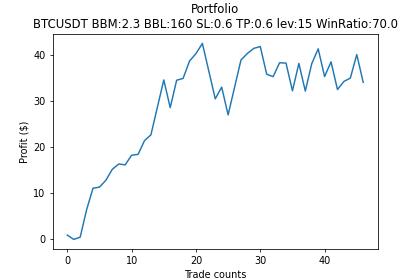 Portfolio
BTCUSDT BBM:2.3 BBL:160 SL:0.6 TP:0.6 lev:15 WinRatio:70.0
40
30
20
10
0
Profit ($)
0 10 20 30 40
Trade counts